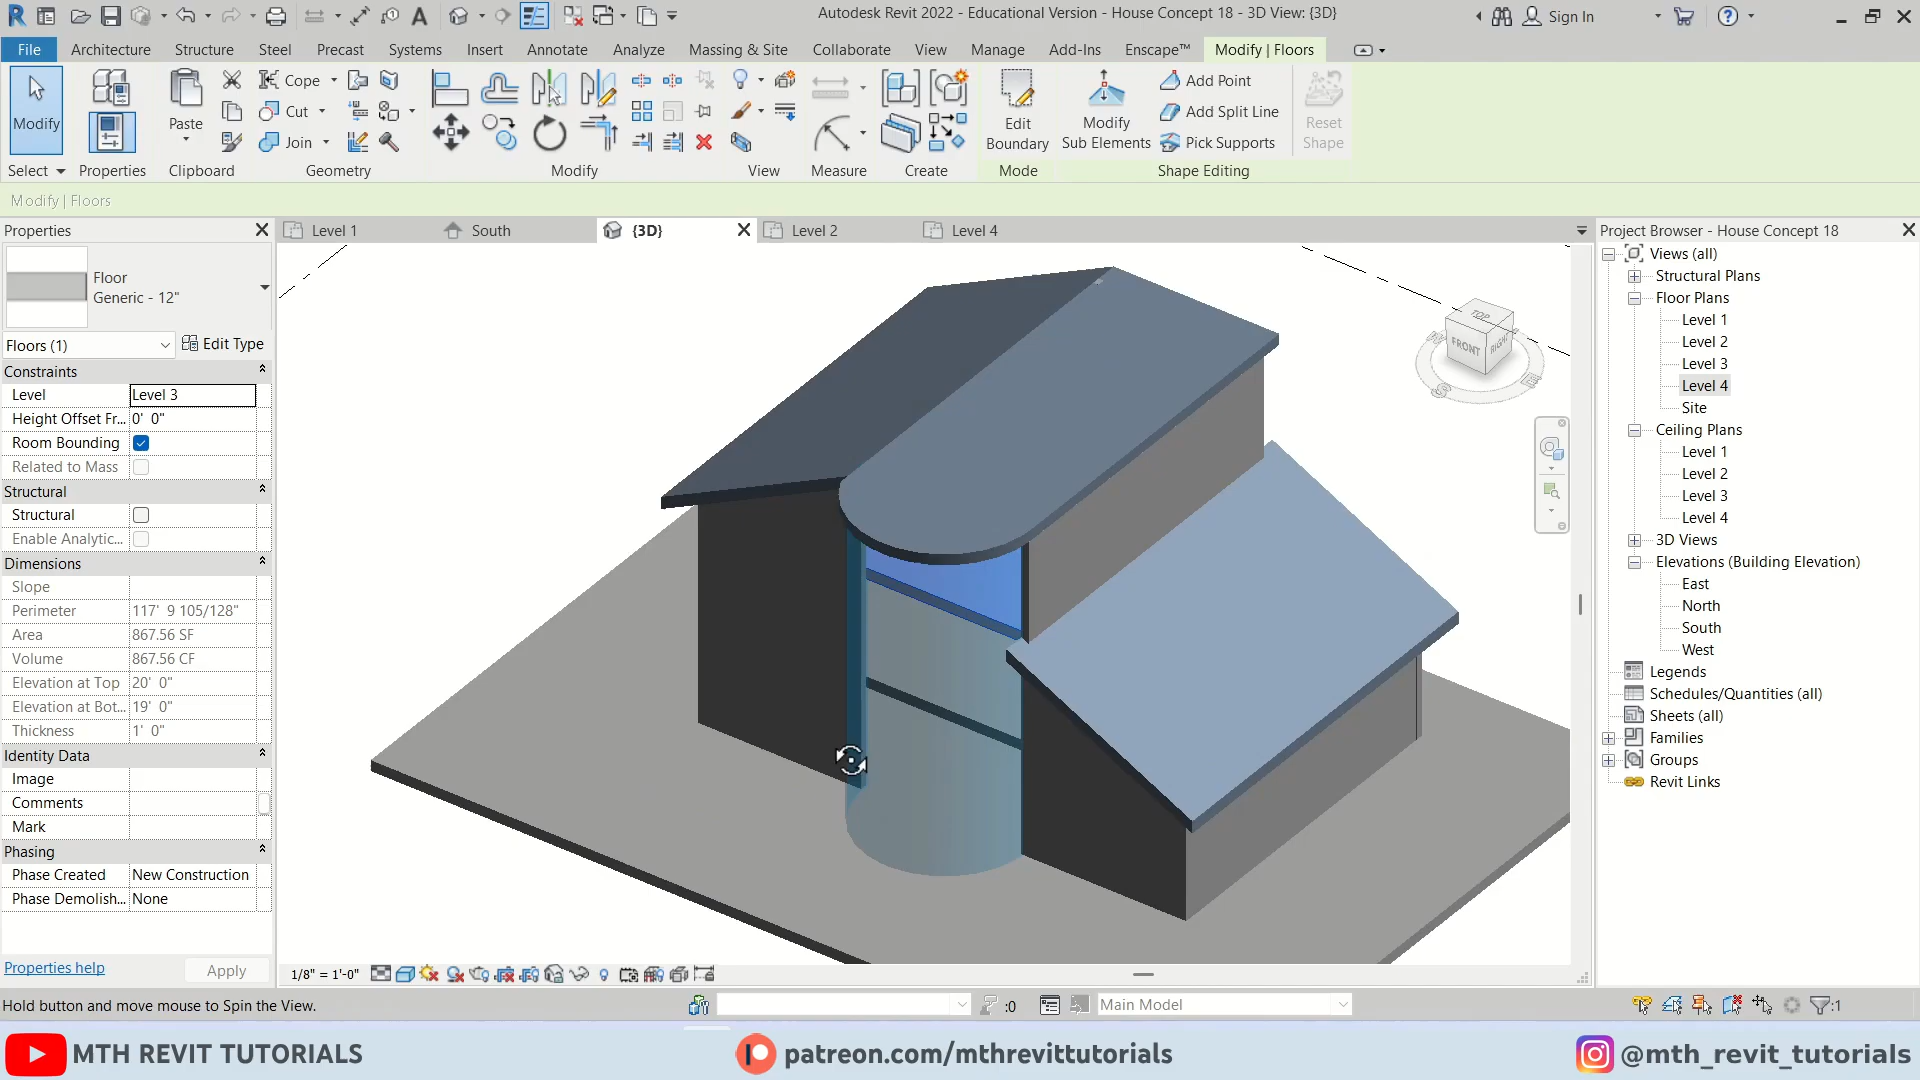 Autodesk Revit 2022 - Educational Version - House Concept 18 - 3D View: {3D}
Sign In
File Architecture Structure Steel Precast Systems Insert Annotate Analyze Massing & Site Collaborate View Manage Add-Ins Enscape™ Modify | Floors
Modify
Paste
Cope
Cut
Join
Edit Boundary
Modify Sub Elements
Add Point
Add Split Line
Pick Supports
Reset Shape
Select Properties Clipboard Geometry Modify View Measure Create Mode Shape Editing
Modify | Floors
Properties
Level 1 South {3D} Level 2 Level 4
Project Browser - House Concept 18
Floor
Generic - 12"
Floors (1) Edit Type
Constraints
Level Level 3
Height Offset Fr... 0' 0"
Room Bounding
Related to Mass
Structural
Structural
Enable Analytic...
Dimensions
Slope
Perimeter 117' 9 105/128"
Area 867.56 SF
Volume 867.56 CF
Elevation at Top 20' 0"
Elevation at Bot... 19' 0"
Thickness 1' 0"
Identity Data
Image
Comments
Mark
Phasing
Phase Created New Construction
Phase Demolish... None
Properties help Apply
TOP
FRONT RIGHT
S E
Views (all)
Structural Plans
Floor Plans
Level 1
Level 2
Level 3
Level 4
Site
Ceiling Plans
Level 1
Level 2
Level 3
Level 4
3D Views
Elevations (Building Elevation)
East
North
South
West
Legends
Schedules/Quantities (all)
Sheets (all)
Families
Groups
Revit Links
1/8" = 1'-0"
Hold button and move mouse to Spin the View.
:0
Main Model
:1
MTH REVIT TUTORIALS
patreon.com/mthrevittutorials
@mth_revit_tutorials